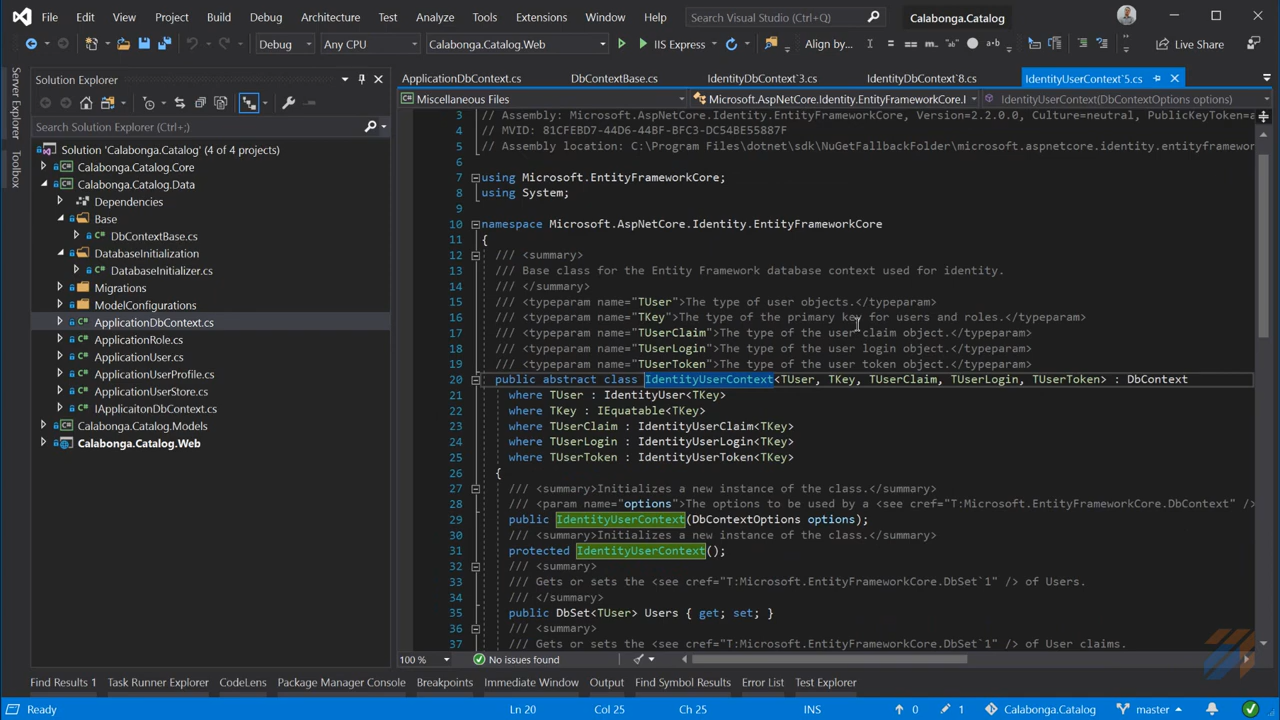 File Edit View Project Build Debug Architecture Test Analyze Tools Extensions Window Help Search Visual Studio (Ctrl+Q) Calabonga.Catalog
Debug Any CPU Calabonga.Catalog.Web IIS Express Align by... Live Share
Server Explorer
Toolbox
Solution Explorer
Search Solution Explorer (Ctrl+;)
Solution 'Calabonga.Catalog' (4 of 4 projects)
Calabonga.Catalog.Core
Calabonga.Catalog.Data
Dependencies
Base
DbContextBase.cs
DatabaseInitialization
DatabaseInitializer.cs
Migrations
ModelConfigurations
ApplicationDbContext.cs
ApplicationRole.cs
ApplicationUser.cs
ApplicationUserProfile.cs
ApplicationUserStore.cs
IApplicaitonDbContext.cs
Calabonga.Catalog.Models
Calabonga.Catalog.Web
ApplicationDbContext.cs DbContextBase.cs IdentityDbContext`3.cs IdentityDbContext`8.cs IdentityUserContext`5.cs
Miscellaneous Files Microsoft.AspNetCore.Identity.EntityFrameworkCore.I IdentityUserContext(DbContextOptions options)
3 // Assembly: Microsoft.AspNetCore.Identity.EntityFrameworkCore, Version=2.2.0.0, Culture=neutral, PublicKeyToken=a
4 // MVID: 81CFEBD7-44D6-44BF-BFC3-DC54BE55887F
5 // Assembly location: C:\Program Files\dotnet\sdk\NuGetFallbackFolder\microsoft.aspnetcore.identity.entityframewor
6
7 using Microsoft.EntityFrameworkCore;
8 using System;
9
10 namespace Microsoft.AspNetCore.Identity.EntityFrameworkCore
11 {
12 /// <summary>
13 /// Base class for the Entity Framework database context used for identity.
14 /// </summary>
15 /// <typeparam name="TUser">The type of user objects.</typeparam>
16 /// <typeparam name="TKey">The type of the primary key for users and roles.</typeparam>
17 /// <typeparam name="TUserClaim">The type of the user claim object.</typeparam>
18 /// <typeparam name="TUserLogin">The type of the user login object.</typeparam>
19 /// <typeparam name="TUserToken">The type of the user token object.</typeparam>
20 public abstract class IdentityUserContext<TUser, TKey, TUserClaim, TUserLogin, TUserToken> : DbContext
21 where TUser : IdentityUser<TKey>
22 where TKey : IEquatable<TKey>
23 where TUserClaim : IdentityUserClaim<TKey>
24 where TUserLogin : IdentityUserLogin<TKey>
25 where TUserToken : IdentityUserToken<TKey>
26 {
27 /// <summary>Initializes a new instance of the class.</summary>
28 /// <param name="options">The options to be used by a <see cref="T:Microsoft.EntityFrameworkCore.DbContext" />
29 public IdentityUserContext(DbContextOptions options);
30 /// <summary>Initializes a new instance of the class.</summary>
31 protected IdentityUserContext();
32 /// <summary>
33 /// Gets or sets the <see cref="T:Microsoft.EntityFrameworkCore.DbSet`1" /> of Users.
34 /// </summary>
35 public DbSet<TUser> Users { get; set; }
36 /// <summary>
37 /// Gets or sets the <see cref="T:Microsoft.EntityFrameworkCore.DbSet`1" /> of User claims.
100 % No issues found
Find Results 1 Task Runner Explorer CodeLens Package Manager Console Breakpoints Immediate Window Output Find Symbol Results Error List Test Explorer
Ready Ln 20 Col 25 Ch 25 INS 0 1 Calabonga.Catalog master